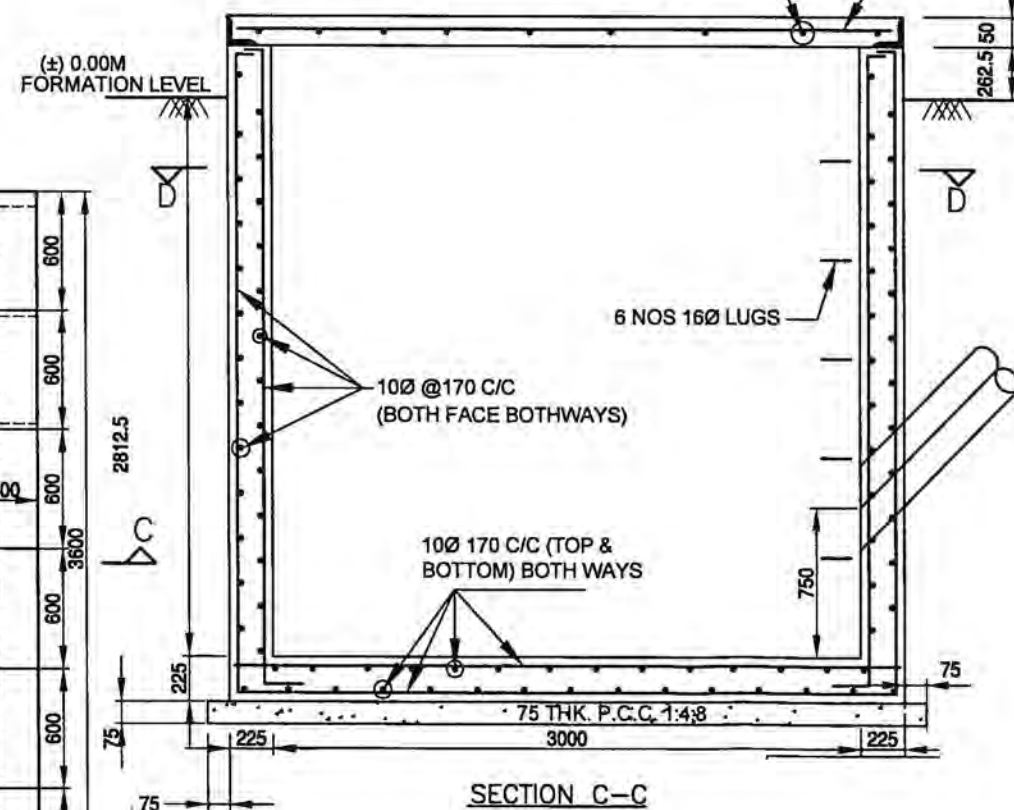 (±) 0.00M
FORMATION LEVEL
50
262.5
D
D
600
600
600
600
600
3600
00
2812.5
C
6 NOS 16Ø LUGS
10Ø @170 C/C
(BOTH FACE BOTHWAYS)
10Ø 170 C/C (TOP &
BOTTOM) BOTH WAYS
750
225
75
75
75 THK. P.C.C. 1:4:8
225
3000
225
75
SECTION C-C